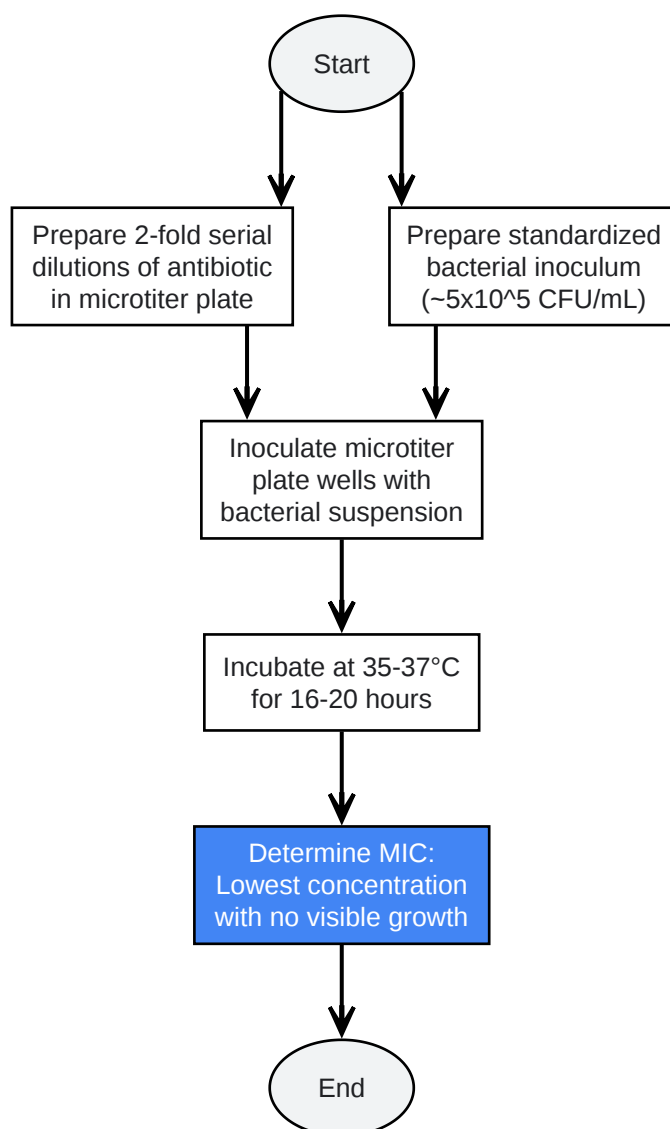 Start
Prepare 2-fold serial
dilutions of antibiotic
in microtiter plate
Prepare standardized
bacterial inoculum
(~5x10^5 CFU/mL)
Inoculate microtiter
plate wells with
bacterial suspension
Incubate at 35-37°C
for 16-20 hours
Determine MIC:
Lowest concentration
with no visible growth
End